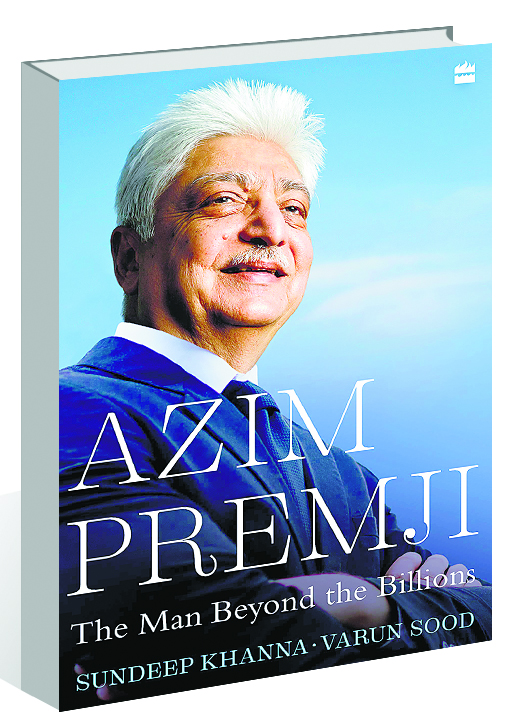 AZIM
PREMJI
The Man Beyond the Billions
SUNDEEP KHANNA · VARUN SOOD